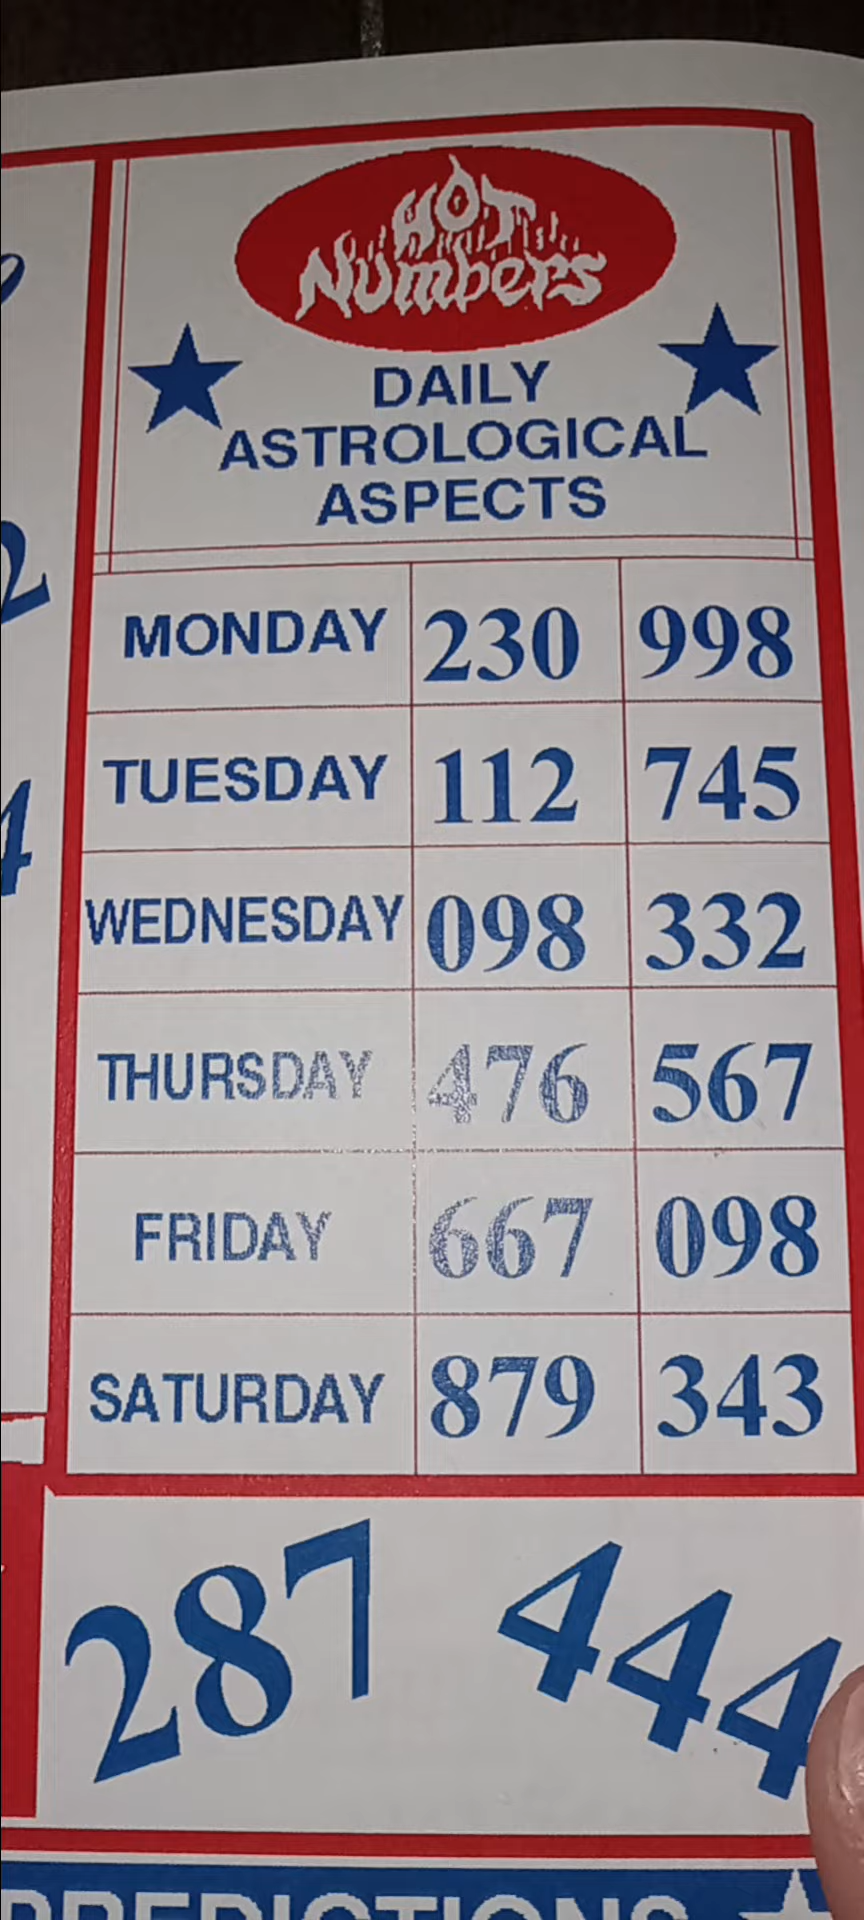 HOT
Numbers
DAILY
ASTROLOGICAL
ASPECTS
MONDAY 230 998
TUESDAY 112 745
WEDNESDAY 098 332
THURSDAY 476 567
FRIDAY 667 098
SATURDAY 879 343
287 444
PREDICTIONS